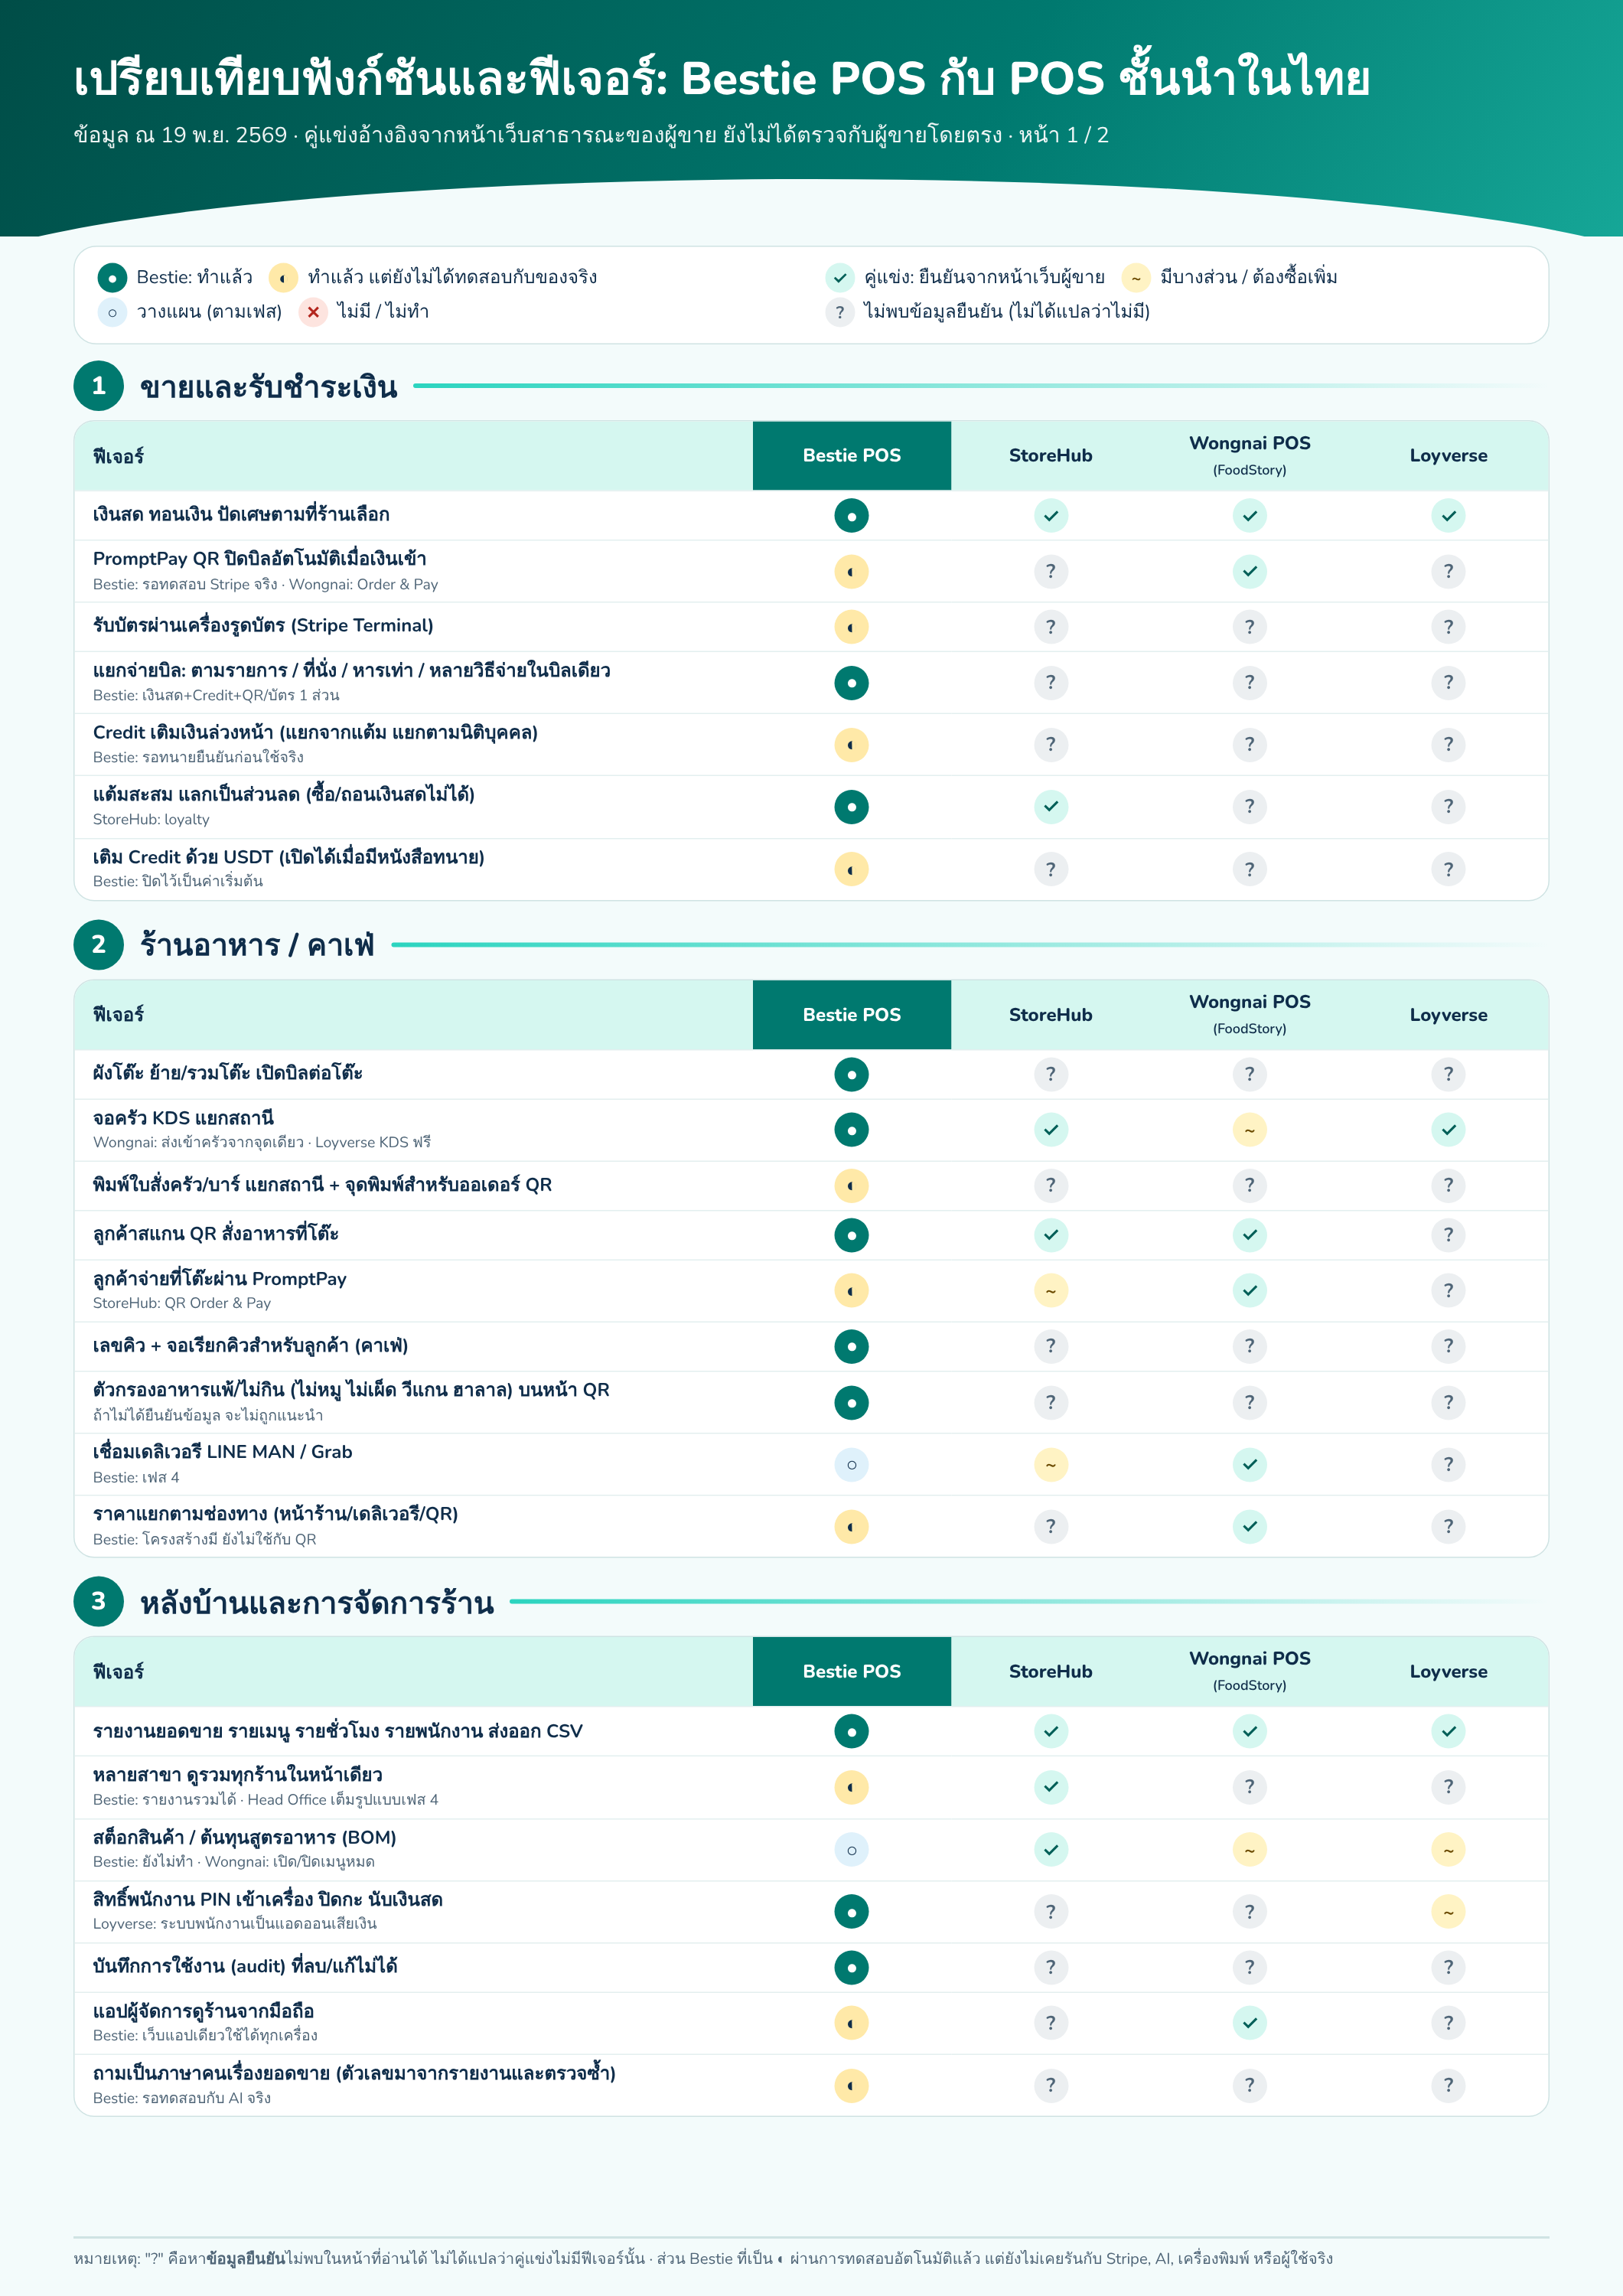 เปรียบเทียบฟังก์ชันและฟีเจอร์: Bestie POS กับ POS ชั้นนำในไทย
ข้อมูล ณ 19 พ.ย. 2569 · คู่แข่งอ้างอิงจากหน้าเว็บสาธารณะของผู้ขาย ยังไม่ได้ตรวจกับผู้ขายโดยตรง · หน้า 1 / 2
● Bestie: ทำแล้ว ◖ ทำแล้ว แต่ยังไม่ได้ทดสอบกับของจริง
○ วางแผน (ตามเฟส) ✕ ไม่มี / ไม่ทำ
✓ คู่แข่ง: ยืนยันจากหน้าเว็บผู้ขาย ~ มีบางส่วน / ต้องซื้อเพิ่ม
? ไม่พบข้อมูลยืนยัน (ไม่ได้แปลว่าไม่มี)
1 ขายและรับชำระเงิน
ฟีเจอร์ Bestie POS StoreHub Wongnai POS Loyverse
(FoodStory)
เงินสด ทอนเงิน ปัดเศษตามที่ร้านเลือก ● ✓ ✓ ✓
PromptPay QR ปิดบิลอัตโนมัติเมื่อเงินเข้า ◖ ? ✓ ?
Bestie: รอทดสอบ Stripe จริง · Wongnai: Order & Pay
รับบัตรผ่านเครื่องรูดบัตร (Stripe Terminal) ◖ ? ? ?
แยกจ่ายบิล: ตามรายการ / ที่นั่ง / หารเท่า / หลายวิธีจ่ายในบิลเดียว ● ? ? ?
Bestie: เงินสด+Credit+QR/บัตร 1 ส่วน
Credit เติมเงินล่วงหน้า (แยกจากแต้ม แยกตามนิติบุคคล) ◖ ? ? ?
Bestie: รอทนายยืนยันก่อนใช้จริง
แต้มสะสม แลกเป็นส่วนลด (ซื้อ/ถอนเงินสดไม่ได้) ● ✓ ? ?
StoreHub: loyalty
เติม Credit ด้วย USDT (เปิดได้เมื่อมีหนังสือทนาย) ◖ ? ? ?
Bestie: ปิดไว้เป็นค่าเริ่มต้น
2 ร้านอาหาร / คาเฟ่
ฟีเจอร์ Bestie POS StoreHub Wongnai POS Loyverse
(FoodStory)
ผังโต๊ะ ย้าย/รวมโต๊ะ เปิดบิลต่อโต๊ะ ● ? ? ?
จอครัว KDS แยกสถานี ● ✓ ~ ✓
Wongnai: ส่งเข้าครัวจากจุดเดียว · Loyverse KDS ฟรี
พิมพ์ใบสั่งครัว/บาร์ แยกสถานี + จุดพิมพ์สำหรับออเดอร์ QR ◖ ? ? ?
ลูกค้าสแกน QR สั่งอาหารที่โต๊ะ ● ✓ ✓ ?
ลูกค้าจ่ายที่โต๊ะผ่าน PromptPay ◖ ~ ✓ ?
StoreHub: QR Order & Pay
เลขคิว + จอเรียกคิวสำหรับลูกค้า (คาเฟ่) ● ? ? ?
ตัวกรองอาหารแพ้/ไม่กิน (ไม่หมู ไม่เผ็ด วีแกน ฮาลาล) บนหน้า QR ● ? ? ?
ถ้าไม่ได้ยืนยันข้อมูล จะไม่ถูกแนะนำ
เชื่อมเดลิเวอรี LINE MAN / Grab ○ ~ ✓ ?
Bestie: เฟส 4
ราคาแยกตามช่องทาง (หน้าร้าน/เดลิเวอรี/QR) ◖ ? ✓ ?
Bestie: โครงสร้างมี ยังไม่ใช้กับ QR
3 หลังบ้านและการจัดการร้าน
ฟีเจอร์ Bestie POS StoreHub Wongnai POS Loyverse
(FoodStory)
รายงานยอดขาย รายเมนู รายชั่วโมง รายพนักงาน ส่งออก CSV ● ✓ ✓ ✓
หลายสาขา ดูรวมทุกร้านในหน้าเดียว ◖ ✓ ? ?
Bestie: รายงานรวมได้ · Head Office เต็มรูปแบบเฟส 4
สต็อกสินค้า / ต้นทุนสูตรอาหาร (BOM) ○ ✓ ~ ~
Bestie: ยังไม่ทำ · Wongnai: เปิด/ปิดเมนูหมด
สิทธิ์พนักงาน PIN เข้าเครื่อง ปิดกะ นับเงินสด ● ? ? ~
Loyverse: ระบบพนักงานเป็นแอดออนเสียเงิน
บันทึกการใช้งาน (audit) ที่ลบ/แก้ไม่ได้ ● ? ? ?
แอปผู้จัดการดูร้านจากมือถือ ◖ ? ✓ ?
Bestie: เว็บแอปเดียวใช้ได้ทุกเครื่อง
ถามเป็นภาษาคนเรื่องยอดขาย (ตัวเลขมาจากรายงานและตรวจซ้ำ) ◖ ? ? ?
Bestie: รอทดสอบกับ AI จริง
หมายเหตุ: "?" คือหาข้อมูลยืนยันไม่พบในหน้าที่อ่านได้ ไม่ได้แปลว่าคู่แข่งไม่มีฟีเจอร์นั้น · ส่วน Bestie ที่เป็น ◖ ผ่านการทดสอบอัตโนมัติแล้ว แต่ยังไม่เคยรันกับ Stripe, AI, เครื่องพิมพ์ หรือผู้ใช้จริง